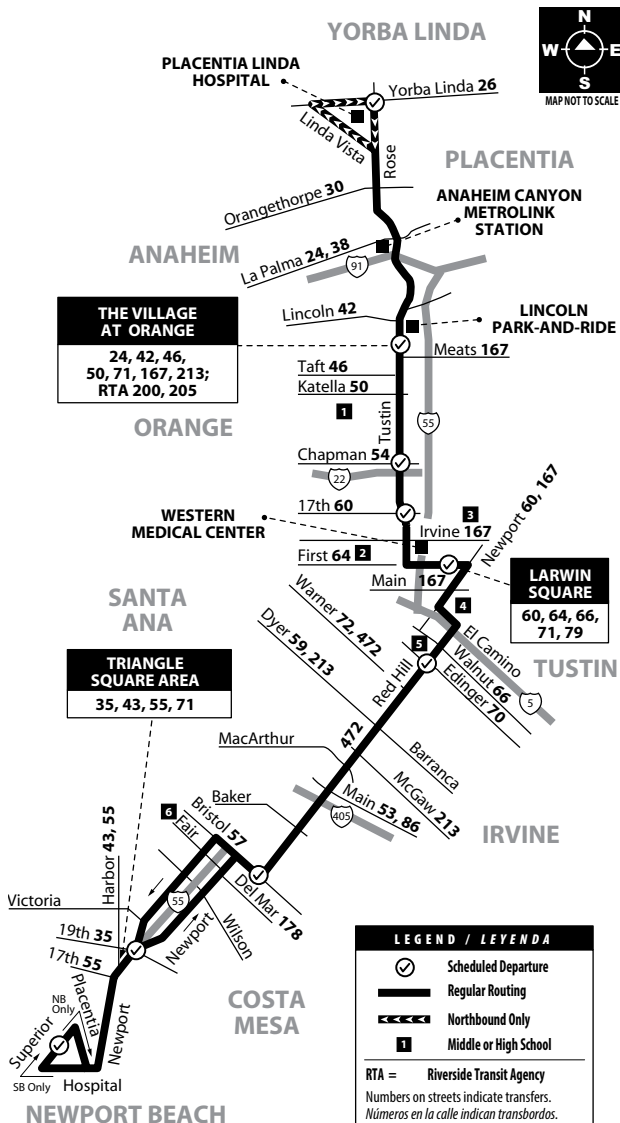 YORBA LINDA
N
W E
S
MAP NOT TO SCALE
PLACENTIA LINDA
HOSPITAL
Yorba Linda 26
Linda Vista
Rose
PLACENTIA
Orangethorpe 30
ANAHEIM CANYON
METROLINK
STATION
ANAHEIM
La Palma 24, 38
91
Lincoln 42
LINCOLN
PARK-AND-RIDE
THE VILLAGE
AT ORANGE
24, 42, 46,
50, 71, 167, 213;
RTA 200, 205
Meats 167
Taft 46
Katella 50
1
Tustin
55
ORANGE
Chapman 54
22
17th 60
3
Newport 60, 167
WESTERN
MEDICAL CENTER
Irvine 167
First 64
2
Main 167
LARWIN
SQUARE
60, 64, 66,
71, 79
SANTA
ANA
Warner 72, 472
4
Dyer 59, 213
5
El Camino
Walnut 66
Edinger 70
TUSTIN
5
Red Hill
TRIANGLE
SQUARE AREA
35, 43, 55, 71
472
MacArthur
Barranca
McGaw 213
Main 53, 86
405
IRVINE
Baker
6
Bristol 57
Fair
Harbor 43, 55
Del Mar 178
Victoria
55
Wilson
Newport
19th 35
17th 55
COSTA
MESA
NB
Only
Placentia
Newport
Superior
SB Only
Hospital
NEWPORT BEACH
LEGEND / LEYENDA
Scheduled Departure
Regular Routing
Northbound Only
1 Middle or High School
RTA = Riverside Transit Agency
Numbers on streets indicate transfers.
Números en la calle indican transbordos.